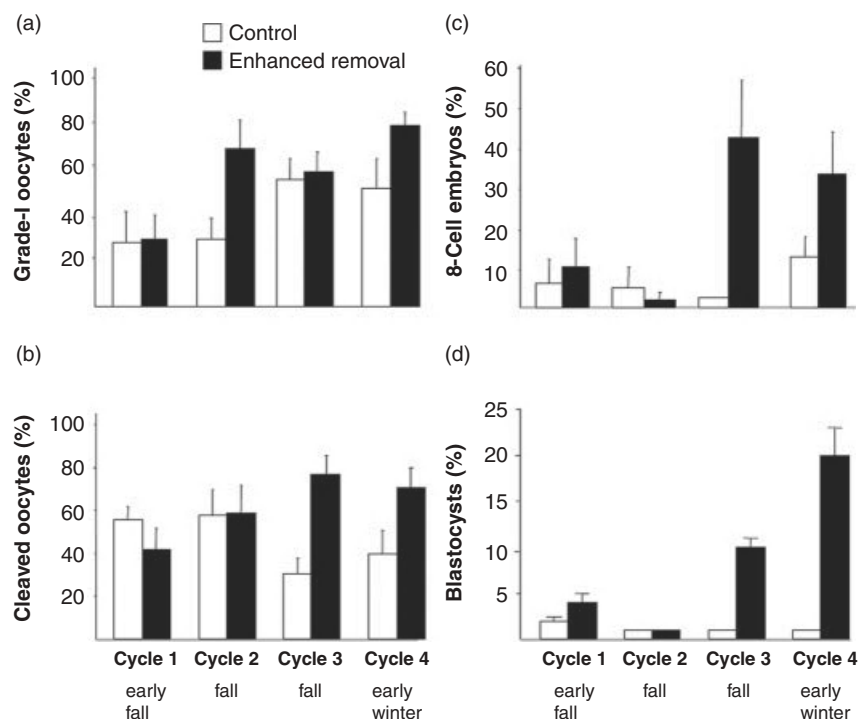 (a)
Control
Enhanced removal
Grade-I oocytes (%)
100
80
60
40
20
(c)
8-Cell embryos (%)
60
50
40
30
20
10
(b)
Cleaved oocytes (%)
100
80
60
40
20
Cycle 1 Cycle 2 Cycle 3 Cycle 4
early fall fall early
fall winter
(d)
Blastocysts (%)
25
20
15
10
5
Cycle 1 Cycle 2 Cycle 3 Cycle 4
early fall fall early
fall winter